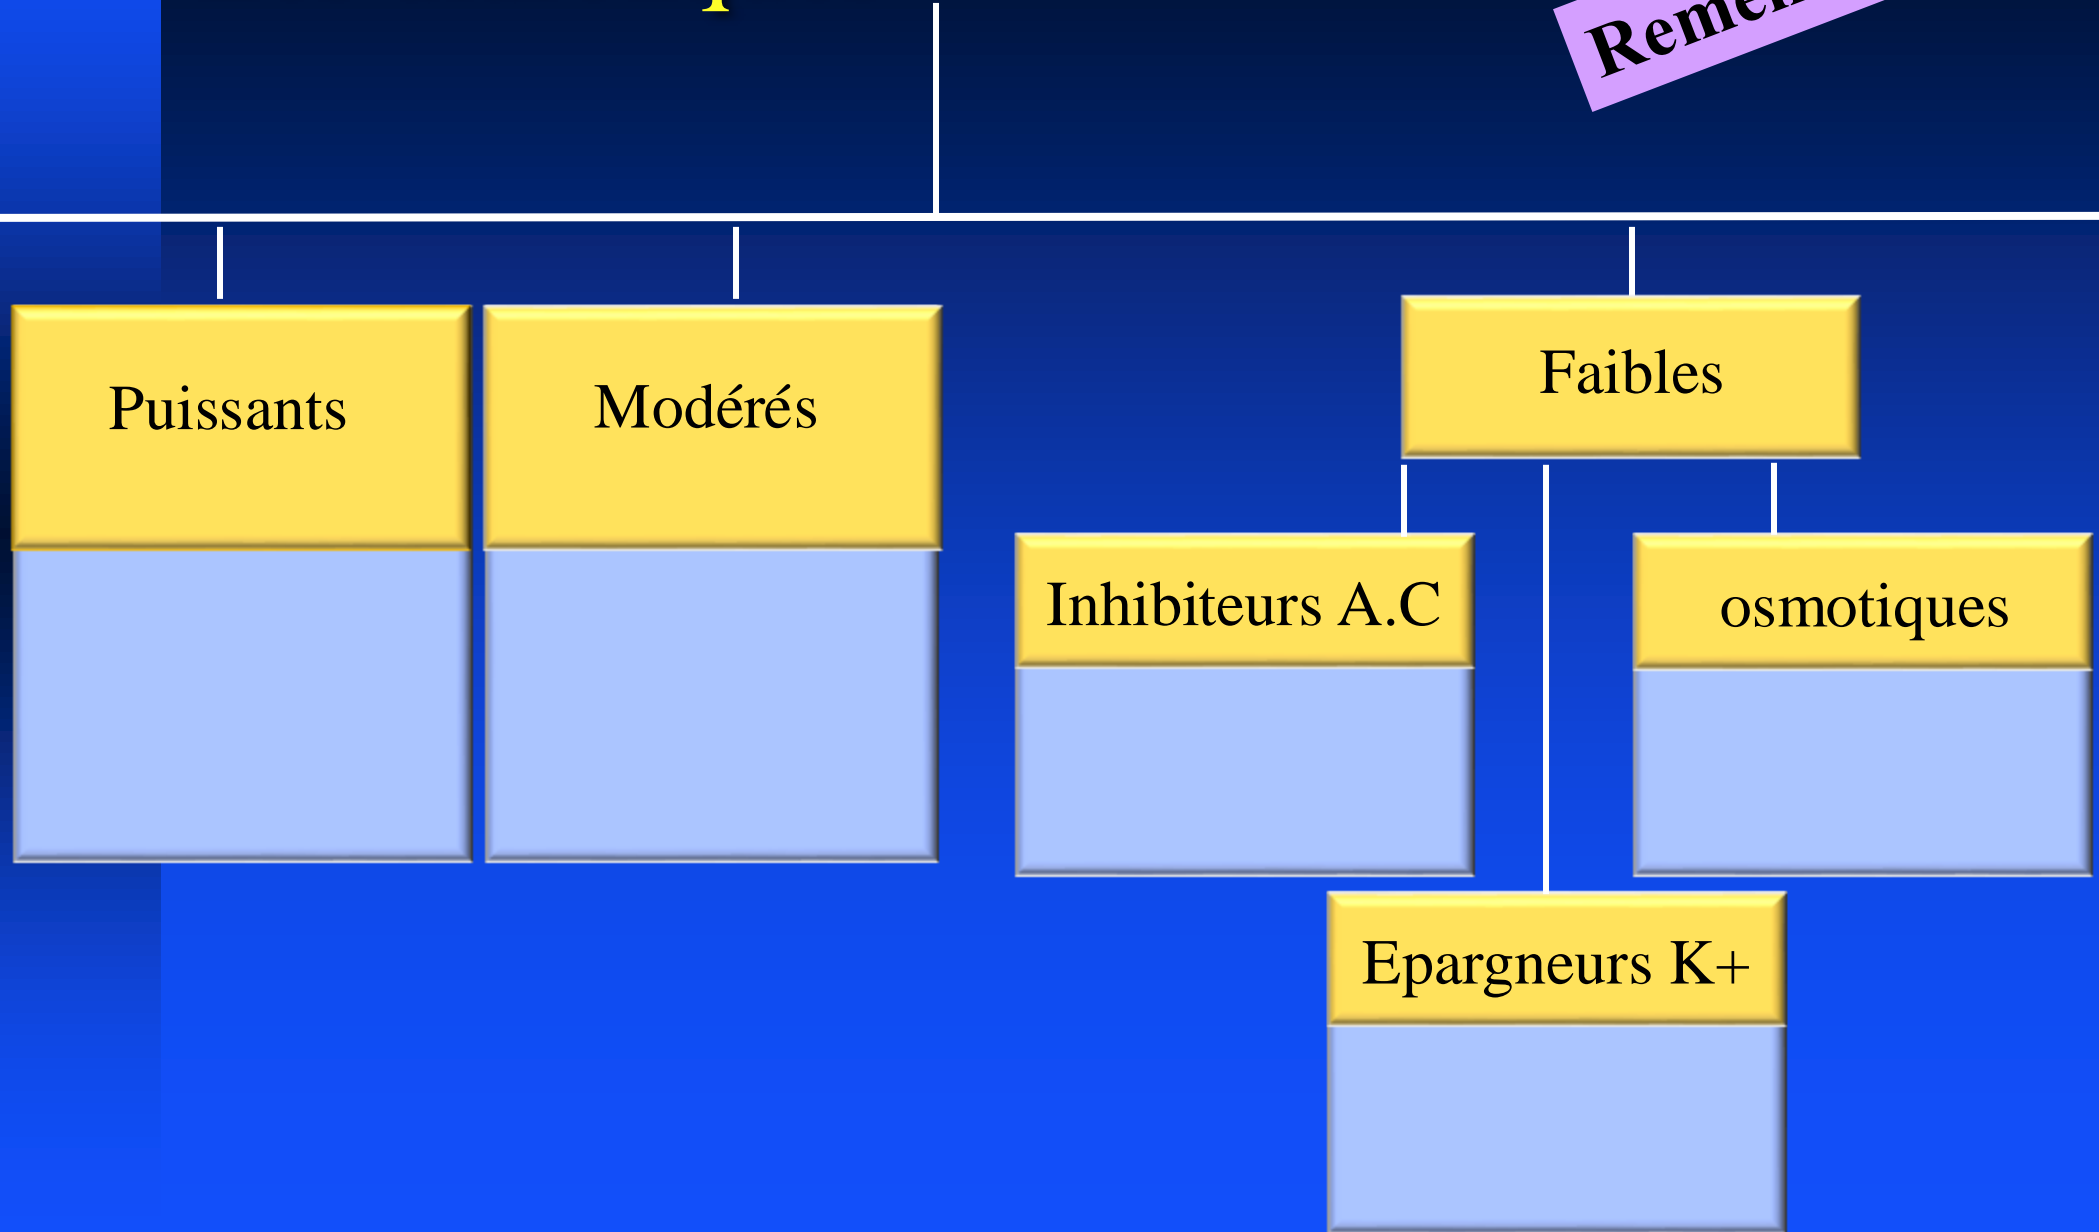 Faibles
Puissants
Modérés
Inhibiteurs A.C
osmotiques
Epargneurs K+